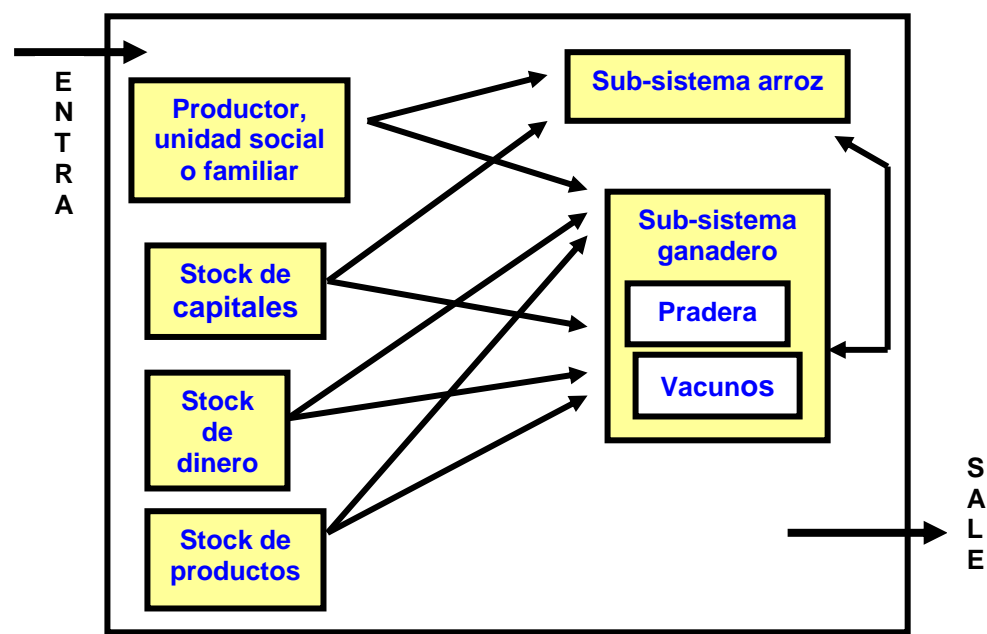 E
N
T
R
A
Productor,
unidad social
o familiar
Stock de
capitales
Stock
de
dinero
Stock de
productos
Sub-sistema arroz
Sub-sistema
ganadero
Pradera
Vacunos
S
A
L
E